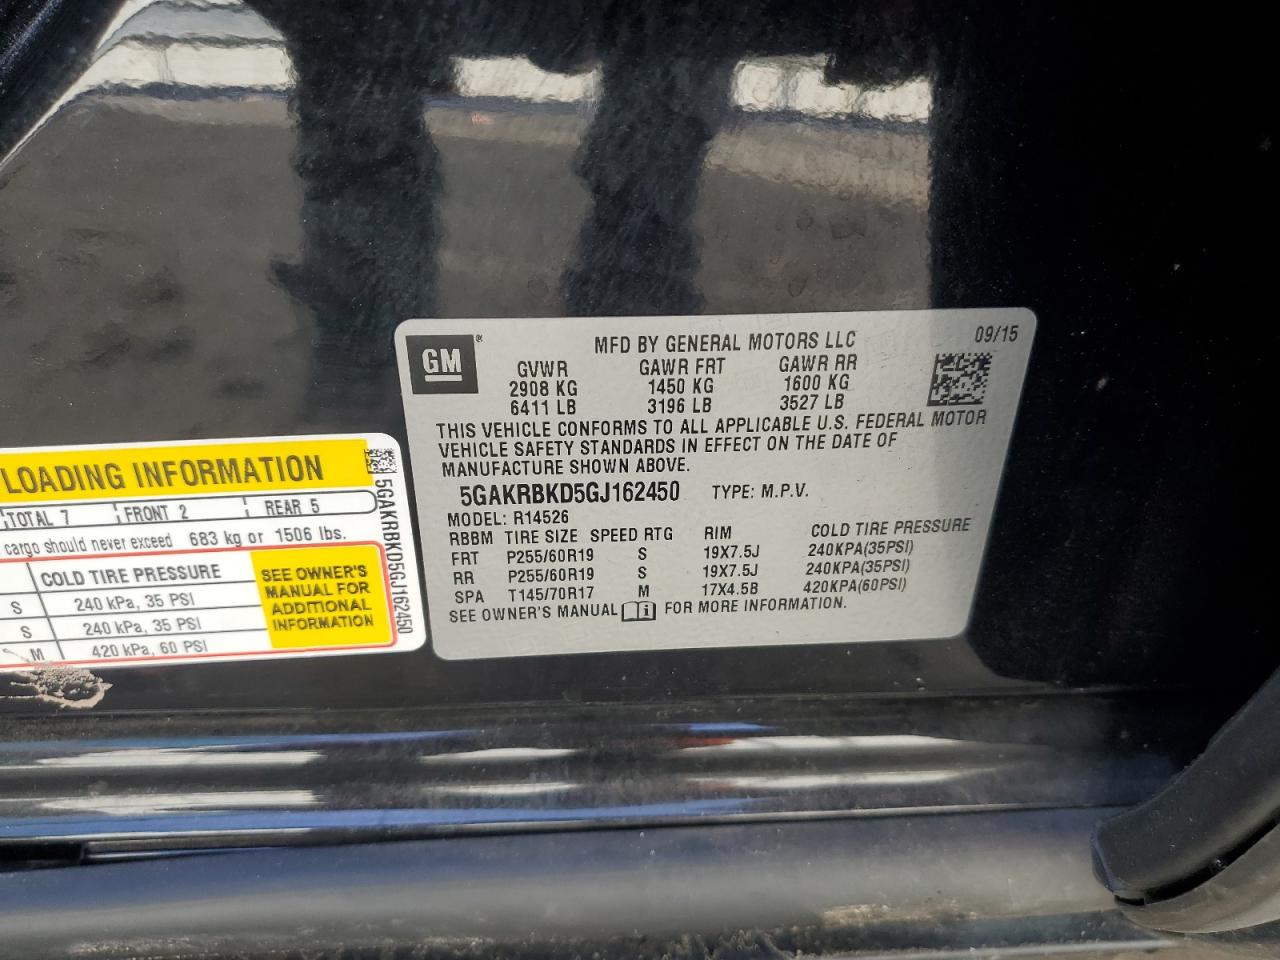 GM ®
MFD BY GENERAL MOTORS LLC
09/15
GVWR GAWR FRT GAWR RR
2908 KG 1450 KG 1600 KG
6411 LB 3196 LB 3527 LB
THIS VEHICLE CONFORMS TO ALL APPLICABLE U.S. FEDERAL MOTOR
VEHICLE SAFETY STANDARDS IN EFFECT ON THE DATE OF
MANUFACTURE SHOWN ABOVE.
5GAKRBKD5GJ162450 TYPE: M.P.V.
MODEL: R14526
RBBM TIRE SIZE SPEED RTG RIM COLD TIRE PRESSURE
FRT P255/60R19 S 19X7.5J 240KPA(35PSI)
RR P255/60R19 S 19X7.5J 240KPA(35PSI)
SPA T145/70R17 M 17X4.5B 420KPA(60PSI)
SEE OWNER'S MANUAL FOR MORE INFORMATION.
LOADING INFORMATION
TOTAL 7 FRONT 2 REAR 5
cargo should never exceed 683 kg or 1506 lbs.
COLD TIRE PRESSURE
S 240 kPa, 35 PSI
S 240 kPa, 35 PSI
M 420 kPa, 60 PSI
SEE OWNER'S
MANUAL FOR
ADDITIONAL
INFORMATION
5GAKRBKD5GJ162450